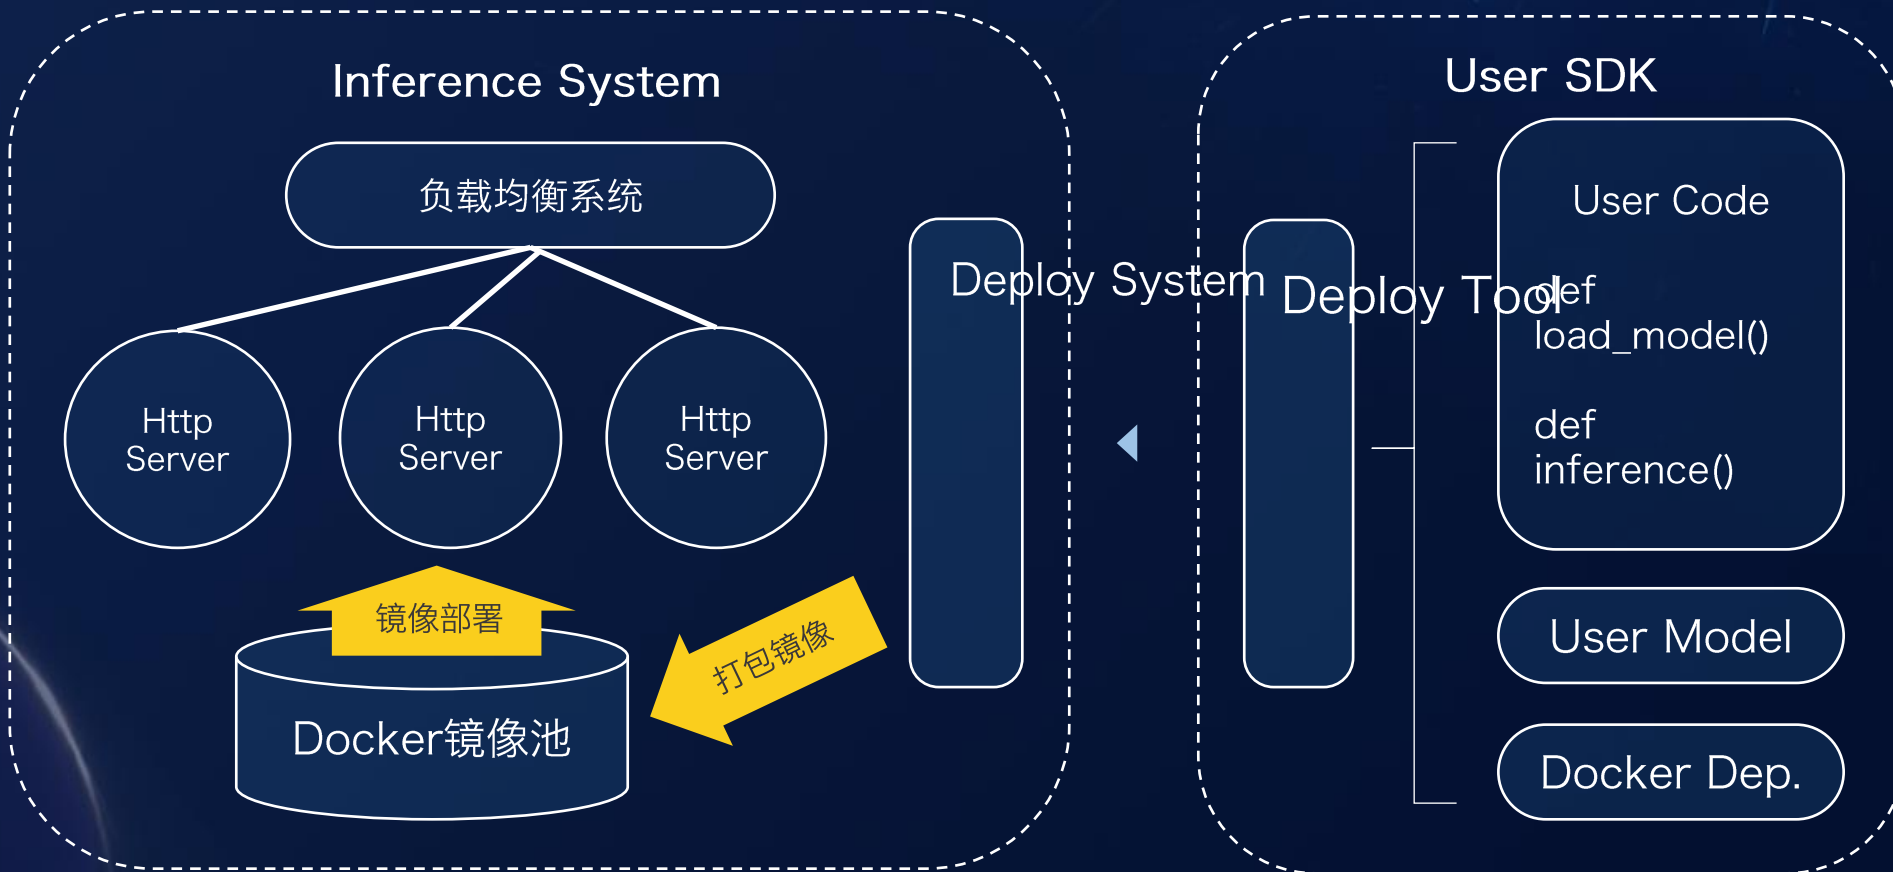 Inference System
负载均衡系统
Http
Server
Http
Server
Http
Server
镜像部署
打包镜像
Docker镜像池
Deploy System
User SDK
Deploy Tool
User Code
def
load_model()
def
inference()
User Model
Docker Dep.